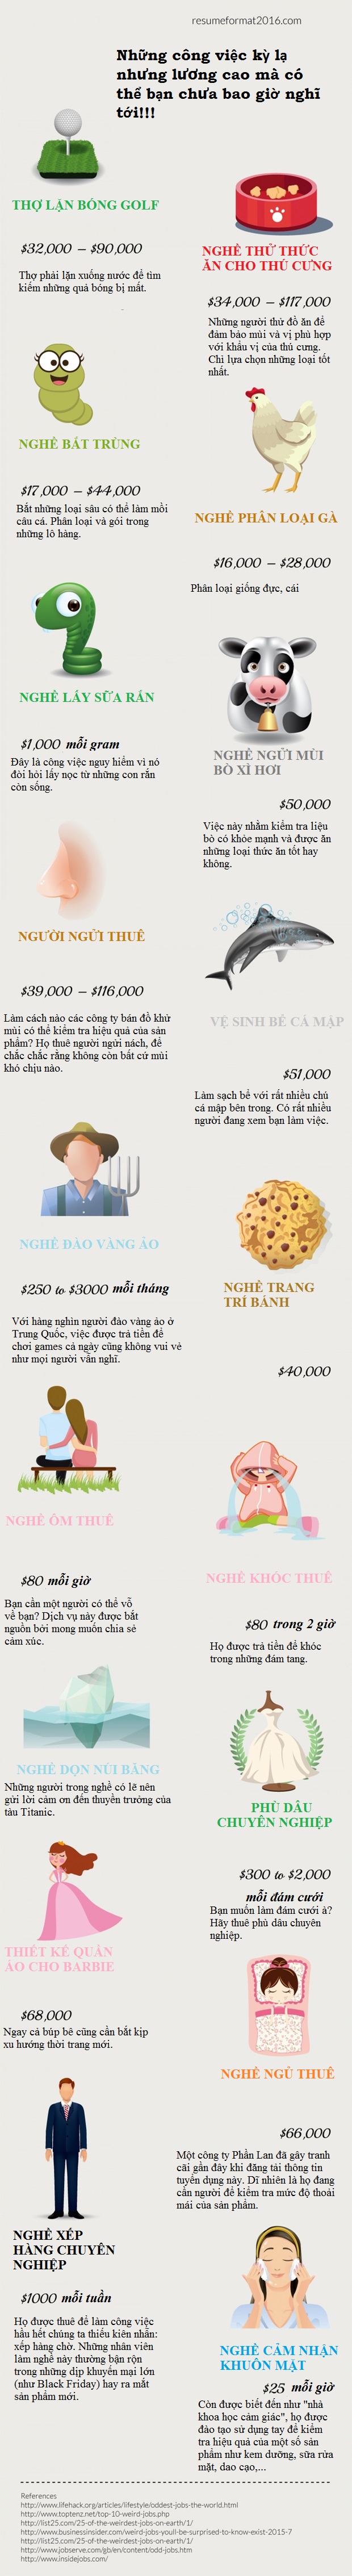 resumeformat2016.com
Những công việc kỳ lạ
nhưng lương cao mà có
thể bạn chưa bao giờ nghĩ
tới!!!
THỢ LẶN BÓNG GOLF
$32,000 – $90,000
Thợ phải lặn xuống nước để tìm
kiếm những quả bóng bị mất.
NGHỀ THỬ THỨC
ĂN CHO THÚ CƯNG
$34,000 – $117,000
Những người thử đồ ăn để
đảm bảo mùi và vị phù hợp
với khẩu vị của thú cưng.
Chỉ lựa chọn những loại tốt
nhất.
NGHỀ BẮT TRÙNG
$17,000 – $44,000
Bắt những loại sâu có thể làm mồi
câu cá. Phân loại và gói trong
những lô hàng.
NGHỀ PHÂN LOẠI GÀ
$16,000 – $28,000
Phân loại giống đực, cái
NGHỀ LẤY SỮA RẮN
$1,000 mỗi gram
Đây là công việc nguy hiểm vì nó
đòi hỏi lấy nọc từ những con rắn
còn sống.
NGHỀ NGỬI MÙI
BÒ XÌ HƠI
$50,000
Việc này nhằm kiểm tra liệu
bò có khỏe mạnh và được ăn
những loại thức ăn tốt hay
không.
NGƯỜI NGỬI THUÊ
$39,000 – $116,000
Làm cách nào các công ty bán đồ khử
mùi có thể kiểm tra hiệu quả của sản
phẩm? Họ thuê người ngửi nách, để
chắc chắc rằng không còn bất cứ mùi
khó chịu nào.
VỆ SINH BỂ CÁ MẬP
$51,000
Làm sạch bể với rất nhiều chú
cá mập bên trong. Có rất nhiều
người đang xem bạn làm việc.
NGHỀ ĐÀO VÀNG ẢO
$250 to $3000 mỗi tháng
Với hàng nghìn người đào vàng ảo ở
Trung Quốc, việc được trả tiền để
chơi games cả ngày cũng không vui vẻ
như mọi người vẫn nghĩ.
NGHỀ TRANG
TRÍ BÁNH
$40,000
NGHỀ ÔM THUÊ
$80 mỗi giờ
Bạn cần một người có thể vỗ
về bạn? Dịch vụ này được bắt
nguồn bởi mong muốn chia sẻ
cảm xúc.
NGHỀ KHÓC THUÊ
$80 trong 2 giờ
Họ được trả tiền để khóc
trong những đám tang.
NGHỀ DỌN NÚI BĂNG
Những người trong nghề có lẽ nên
gửi lời cảm ơn đến thuyền trưởng của
tàu Titanic.
PHÙ DÂU
CHUYÊN NGHIỆP
$300 to $2,000
mỗi đám cưới
Bạn muốn làm đám cưới à?
Hãy thuê phù dâu chuyên
nghiệp.
THIẾT KẾ QUẦN
ÁO CHO BARBIE
$68,000
Ngay cả búp bê cũng cần bắt kịp
xu hướng thời trang mới.
NGHỀ NGỦ THUÊ
$66,000
Một công ty Phần Lan đã gây tranh
cãi gần đây khi đăng tải thông tin
tuyển dụng này. Dĩ nhiên là họ đang
cần người để kiểm tra mức độ thoải
mái của sản phẩm.
NGHỀ XẾP
HÀNG CHUYÊN
NGHIỆP
$1000 mỗi tuần
Họ được thuê để làm công việc
hầu hết chúng ta thiếu kiên nhẫn:
xếp hàng chờ. Những nhân viên
làm nghề này thường bận rộn
trong những dịp khuyến mại lớn
(như Black Friday) hay ra mắt
sản phẩm mới.
NGHỀ CẢM NHẬN
KHUÔN MẶT
$25 mỗi giờ
Còn được biết đến như "nhà
khoa học cảm giác", họ được
đào tạo sử dụng tay để kiểm
tra hiệu quả của một số sản
phẩm như kem dưỡng, sữa rửa
mặt, dao cạo,...
References
http://www.lifehack.org/articles/lifestyle/oddest-jobs-the-world.html
http://www.toptenz.net/top-10-weird-jobs.php
http://list25.com/25-of-the-weirdest-jobs-on-earth/1/
http://www.businessinsider.com/weird-jobs-youll-be-surprised-to-know-exist-2015-7
http://list25.com/25-of-the-weirdest-jobs-on-earth/1/
http://www.jobserve.com/gb/en/content/odd-jobs.htm
http://www.insidejobs.com/